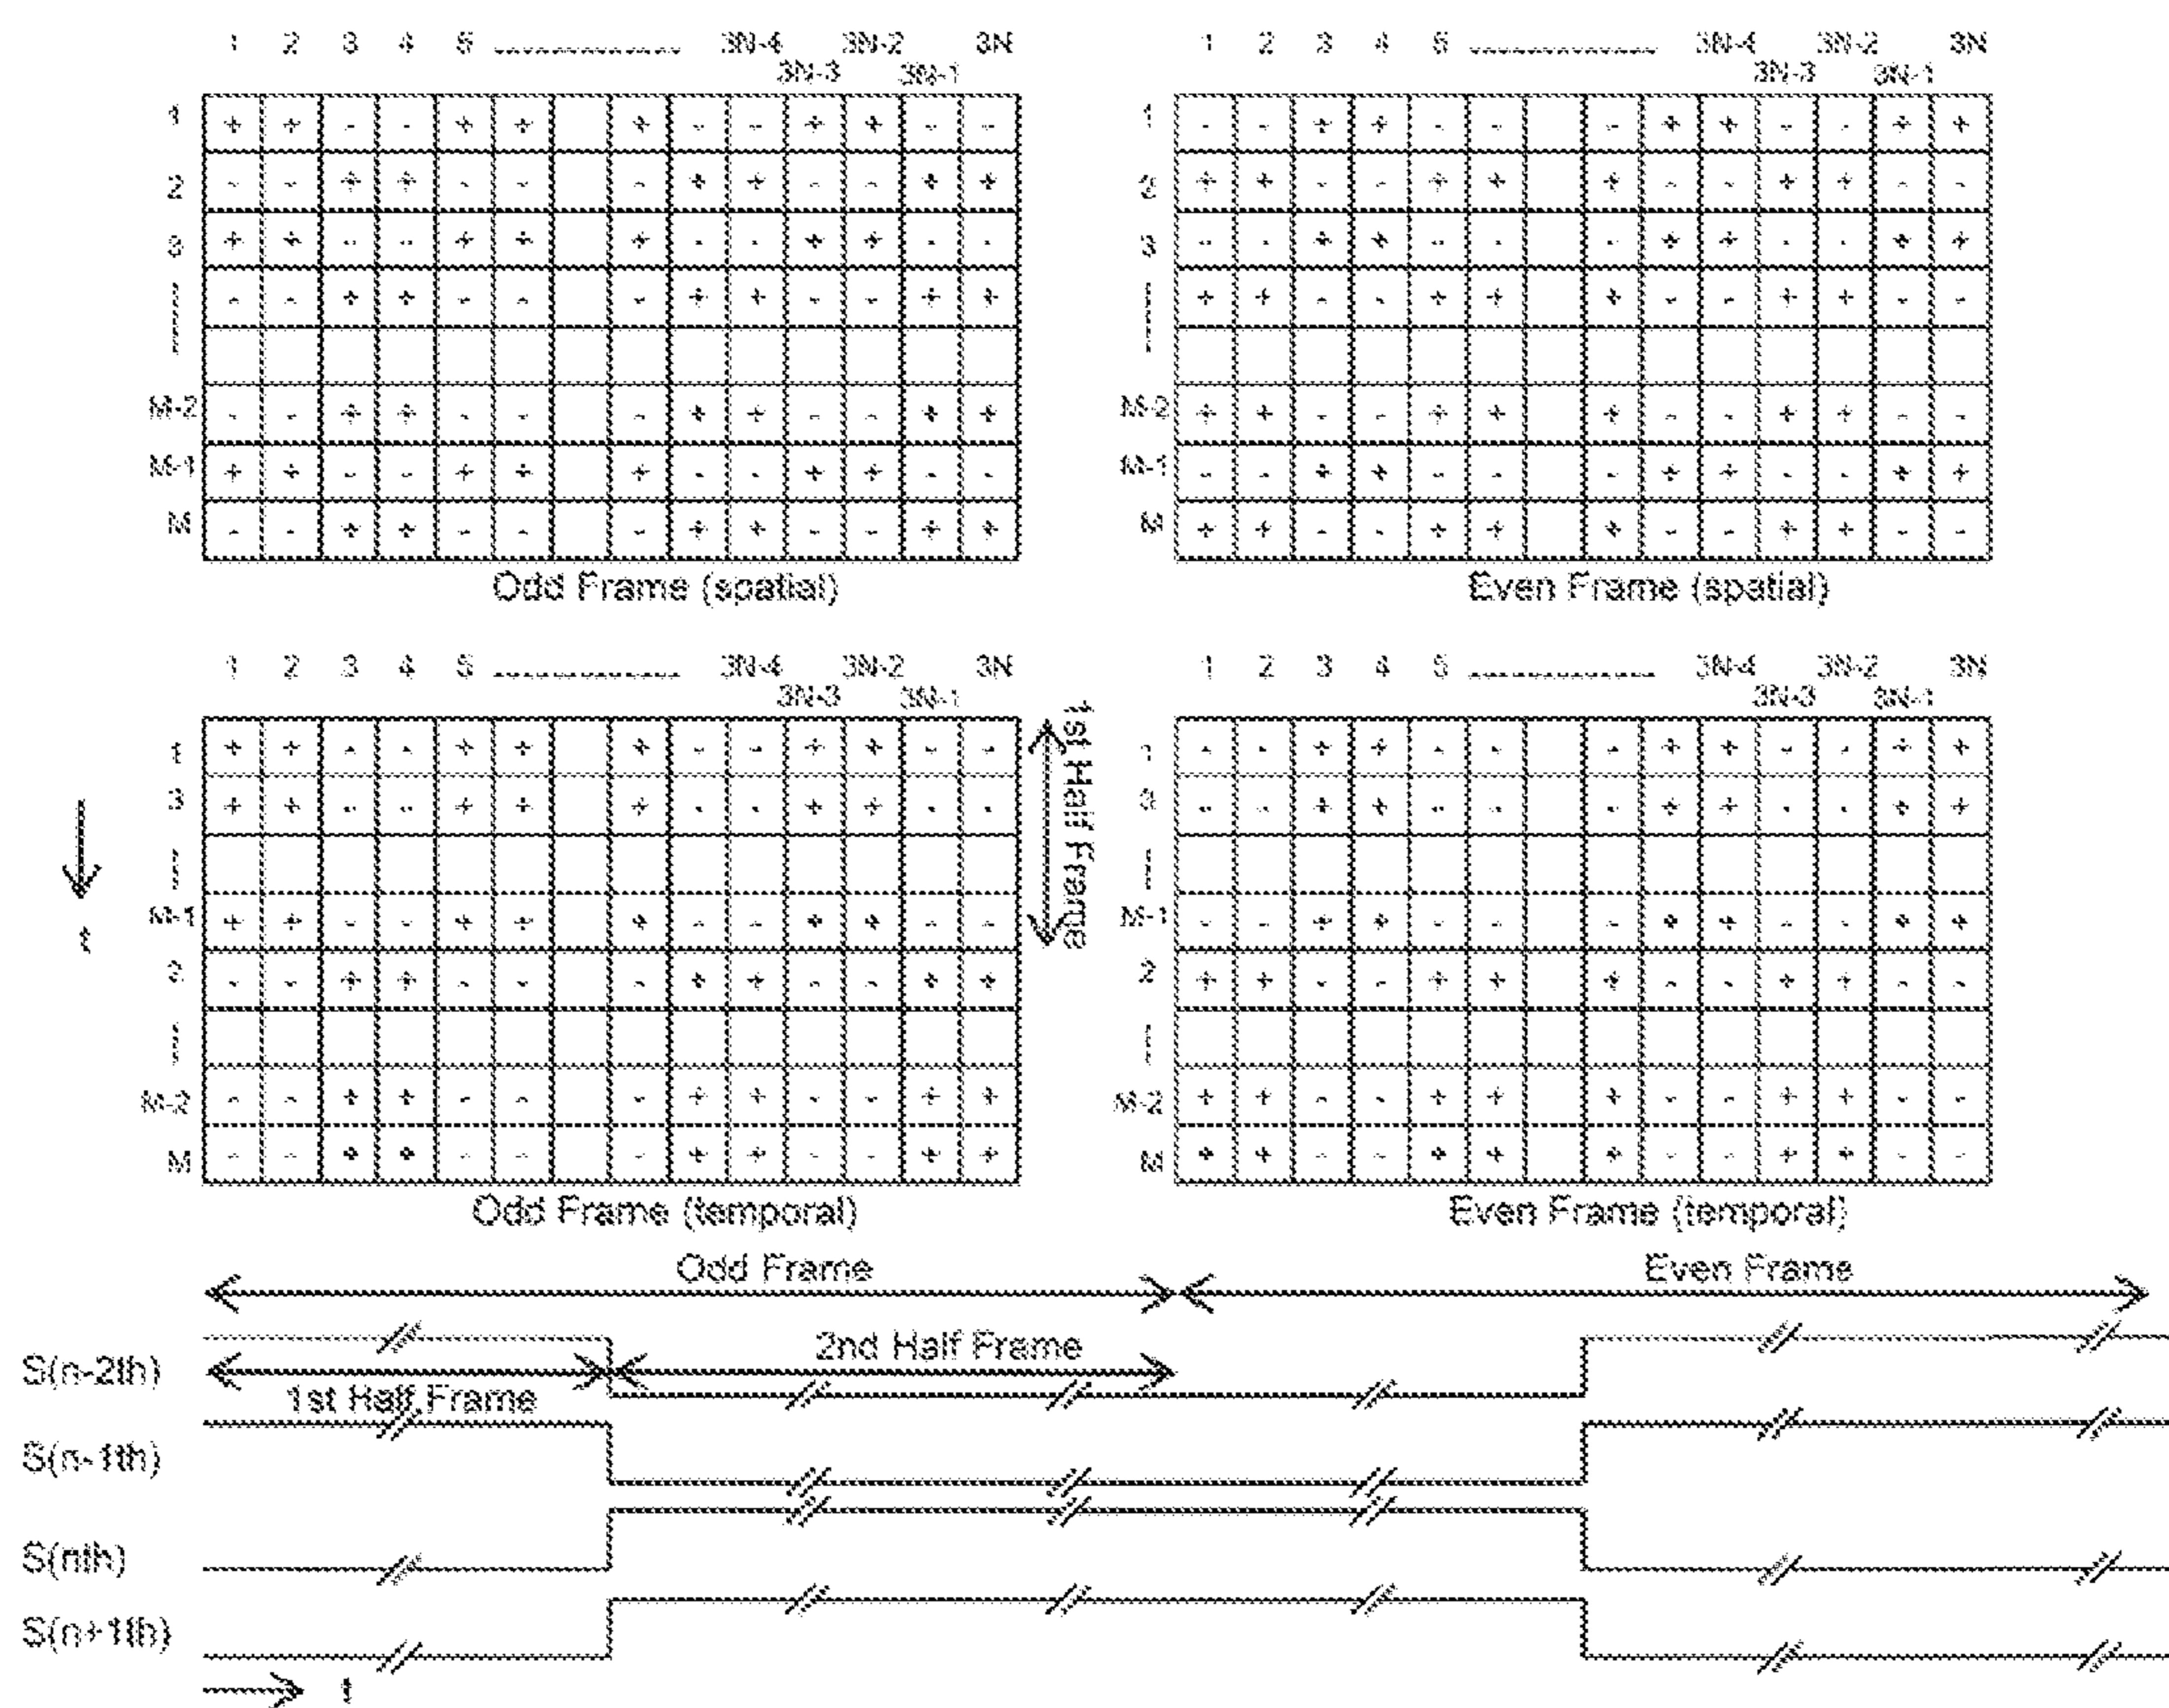 1 2 3 4 5 3N-4 3N-2 3N
3N-3 3N-1
1 2 3 4 5 3N-4 3N-2 3N
3N-3 3N-1
1 + + - - + + + - - + + - -
1 - - + + - - - + + - - + +
2 - - + + - - - + + - - + +
2 + + - - + + + - - + + - -
3 + + - - + + + - - + + - -
3 - - + + - - - + + - - + +
- - + + - - - + + - - + +
+ + - - + + + - - + + - -
M-2 - - + + - - - + + - - + +
M-2 + + - - + + + - - + + - -
M-1 + + - - + + + - - + + - -
M-1 - - + + - - - + + - - + +
M - - + + - - - + + - - + +
M + + - - + + + - - + + - -
Odd Frame (spatial)
Even Frame (spatial)
1 2 3 4 5 3N-4 3N-2 3N
3N-3 3N-1
1 2 3 4 5 3N-4 3N-2 3N
3N-3 3N-1
1 + + - - + + + - - + + - -
1 - - + + - - - + + - - + +
3 + + - - + + + - - + + - -
3 - - + + - - - + + - - + +
M-1 + + - - + + + - - + + - -
M-1 - - + + - - - + + - - + +
2 - - + + - - - + + - - + +
2 + + - - + + + - - + + - -
M-2 - - + + - - - + + - - + +
M-2 + + - - + + + - - + + - -
M - - + + - - - + + - - + +
M + + - - + + + - - + + - -
t
1st Half Frame
Odd Frame (temporal)
Even Frame (temporal)
Odd Frame
Even Frame
S(n-2th)
2nd Half Frame
1st Half Frame
S(n-1th)
S(nth)
S(n+1th)
t